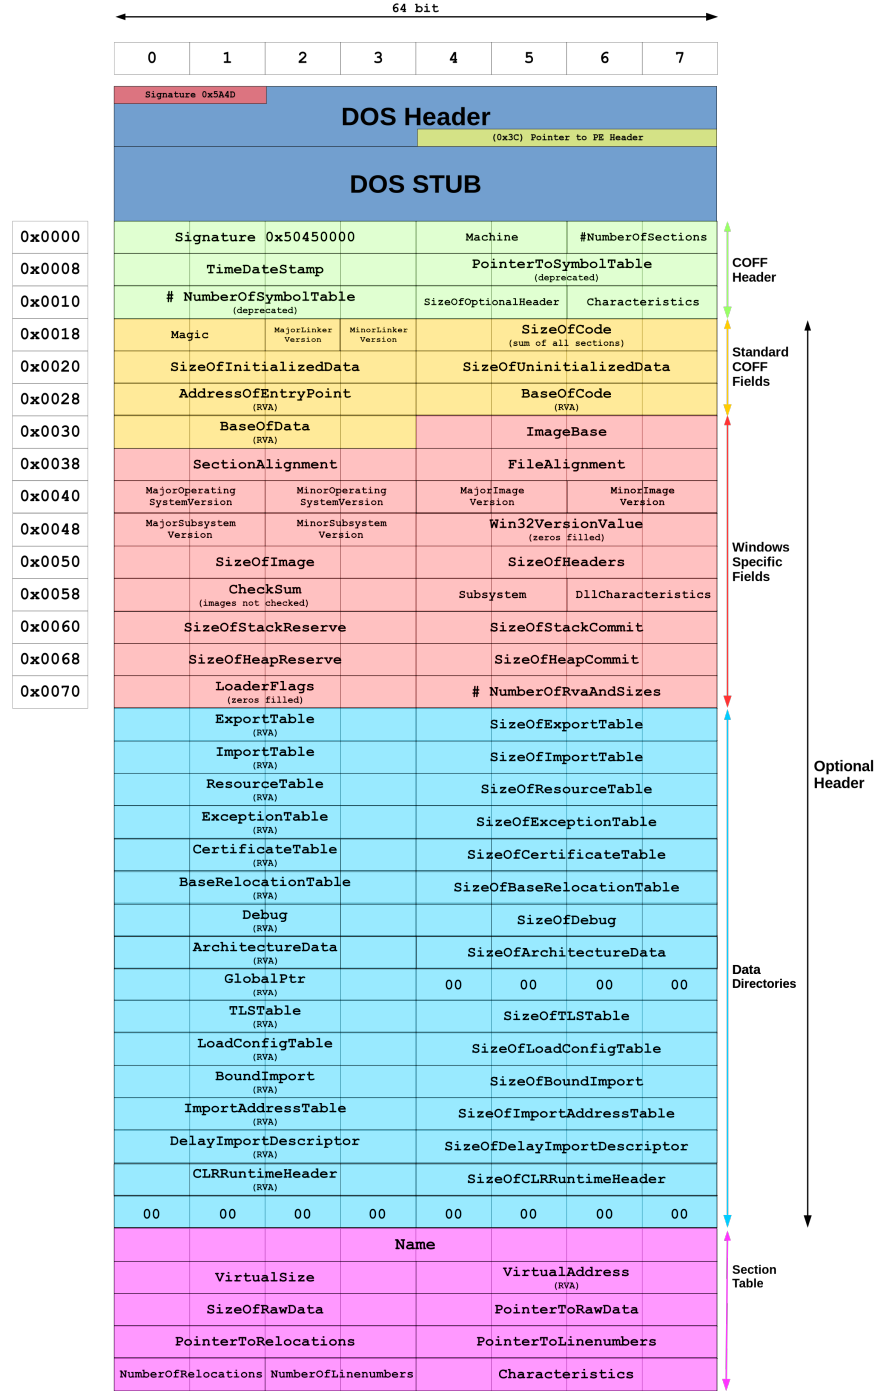 64 bit
0 1 2 3 4 5 6 7
Signature 0x5A4D
DOS Header
(0x3C) Pointer to PE Header
DOS STUB
0x0000 Signature 0x50450000 Machine #NumberOfSections
COFF
Header
0x0008 TimeDateStamp PointerToSymbolTable
(deprecated)
0x0010 # NumberOfSymbolTable SizeOfOptionalHeader Characteristics
(deprecated)
0x0018 Magic MajorLinker MinorLinker SizeOfCode
Version Version (sum of all sections)
Standard
COFF
Fields
0x0020 SizeOfInitializedData SizeOfUninitializedData
0x0028 AddressOfEntryPoint BaseOfCode
(RVA) (RVA)
0x0030 BaseOfData ImageBase
(RVA)
0x0038 SectionAlignment FileAlignment
0x0040 MajorOperating MinorOperating MajorImage MinorImage
SystemVersion SystemVersion Version Version
0x0048 MajorSubsystem MinorSubsystem Win32VersionValue
Version Version (zeros filled)
Windows
Specific
Fields
0x0050 SizeOfImage SizeOfHeaders
0x0058 CheckSum Subsystem DllCharacteristics
(images not checked)
0x0060 SizeOfStackReserve SizeOfStackCommit
0x0068 SizeOfHeapReserve SizeOfHeapCommit
0x0070 LoaderFlags # NumberOfRvaAndSizes
(zeros filled)
ExportTable SizeOfExportTable
(RVA)
ImportTable SizeOfImportTable
(RVA)
Optional
Header
ResourceTable SizeOfResourceTable
(RVA)
ExceptionTable SizeOfExceptionTable
(RVA)
CertificateTable SizeOfCertificateTable
(RVA)
BaseRelocationTable SizeOfBaseRelocationTable
(RVA)
Debug SizeOfDebug
(RVA)
ArchitectureData SizeOfArchitectureData
(RVA)
Data
Directories
GlobalPtr 00 00 00 00
(RVA)
TLSTable SizeOfTLSTable
(RVA)
LoadConfigTable SizeOfLoadConfigTable
(RVA)
BoundImport SizeOfBoundImport
(RVA)
ImportAddressTable SizeOfImportAddressTable
(RVA)
DelayImportDescriptor SizeOfDelayImportDescriptor
(RVA)
CLRRuntimeHeader SizeOfCLRRuntimeHeader
(RVA)
00 00 00 00 00 00 00 00
Name
Section
Table
VirtualSize VirtualAddress
(RVA)
SizeOfRawData PointerToRawData
PointerToRelocations PointerToLinenumbers
NumberOfRelocations NumberOfLinenumbers Characteristics